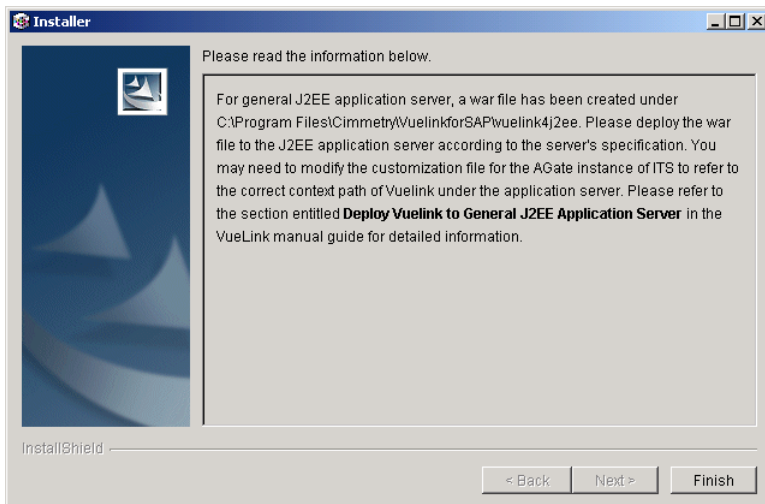 Installer
Please read the information below.
For general J2EE application server, a war file has been created under
C:\Program Files\Cimmetry\VuelinkforSAP\vuelink4j2ee. Please deploy the war
file to the J2EE application server according to the server's specification. You
may need to modify the customization file for the AGate instance of ITS to refer to
the correct context path of Vuelink under the application server. Please refer to
the section entitled Deploy Vuelink to General J2EE Application Server in the
VueLink manual guide for detailed information.
InstallShield
< Back
Next >
Finish